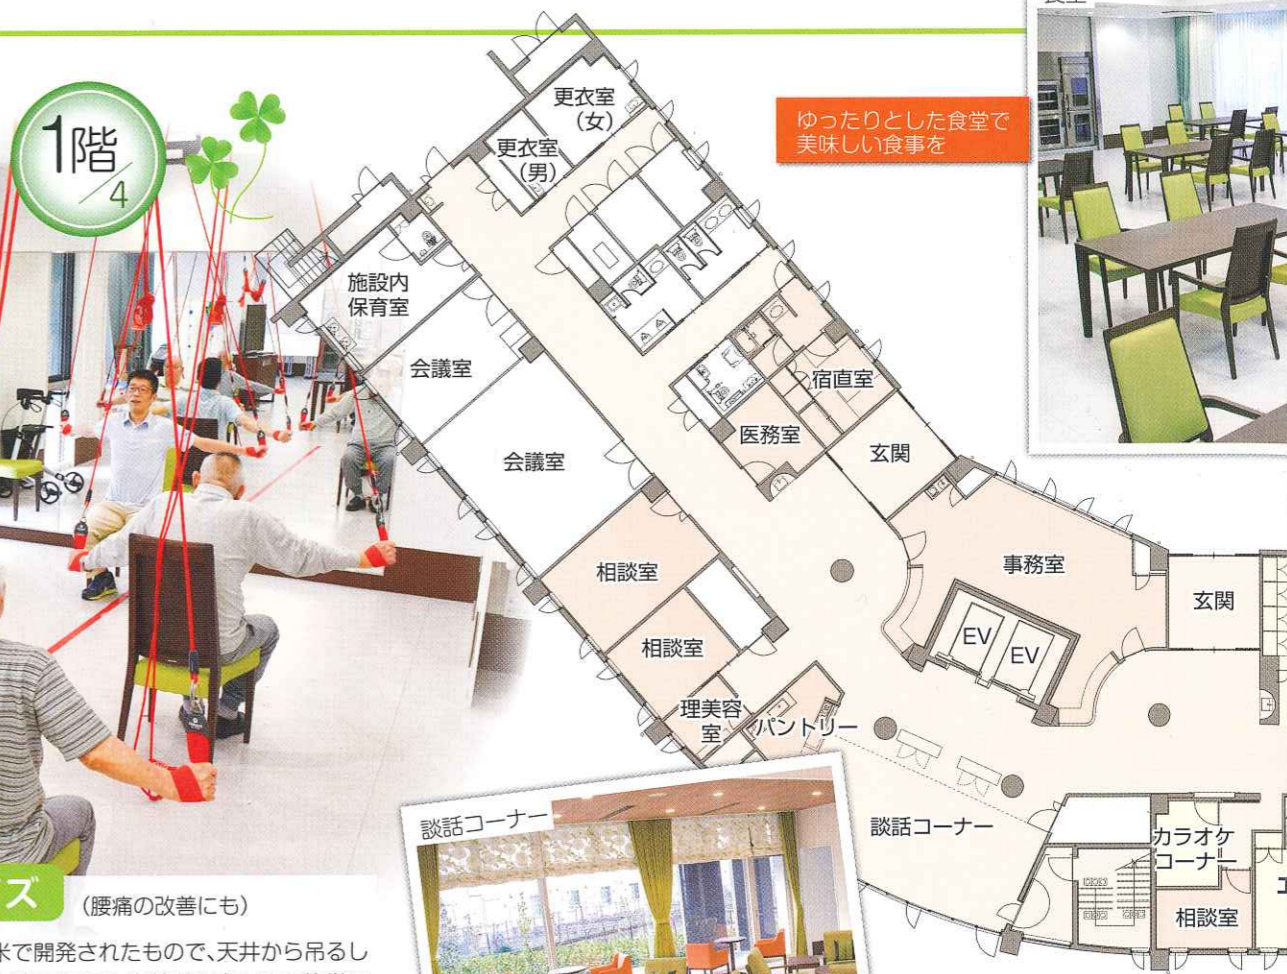 1階
4
ゆったりとした食堂で
美味しい食事を
更衣室
(女)
更衣室
(男)
施設内
保育室
会議室
会議室
宿直室
医務室
玄関
相談室
相談室
理美容
室
パントリー
事務室
EV
EV
玄関
談話コーナー
談話コーナー
カラオケ
コーナー
相談室
ズ
(腰痛の改善にも)
米で開発されたもので、天井から吊るし